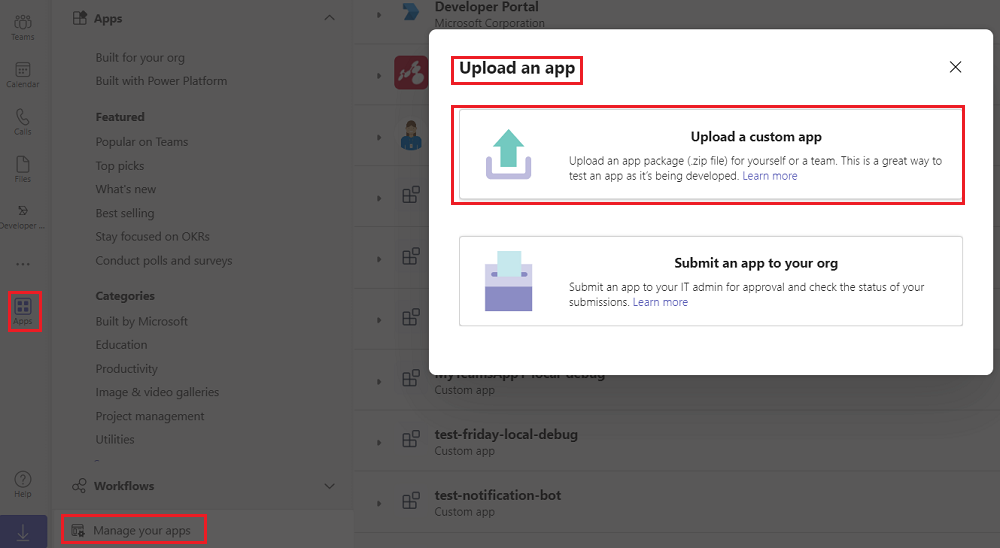 Teams
Calendar
Calls
Files
Developer ...
Apps
Help
Apps
Built for your org
Built with Power Platform
Featured
Popular on Teams
Top picks
What's new
Best selling
Stay focused on OKRs
Conduct polls and surveys
Categories
Built by Microsoft
Education
Productivity
Image & video galleries
Project management
Utilities
Workflows
Manage your apps
Developer Portal
Microsoft Corporation
Upload an app
Upload a custom app
Upload an app package (.zip file) for yourself or a team. This is a great way to
test an app as it's being developed. Learn more
Submit an app to your org
Submit an app to your IT admin for approval and check the status of your
submissions. Learn more
MyTeamsApp1-local-debug
Custom app
test-friday-local-debug
Custom app
test-notification-bot
Custom app